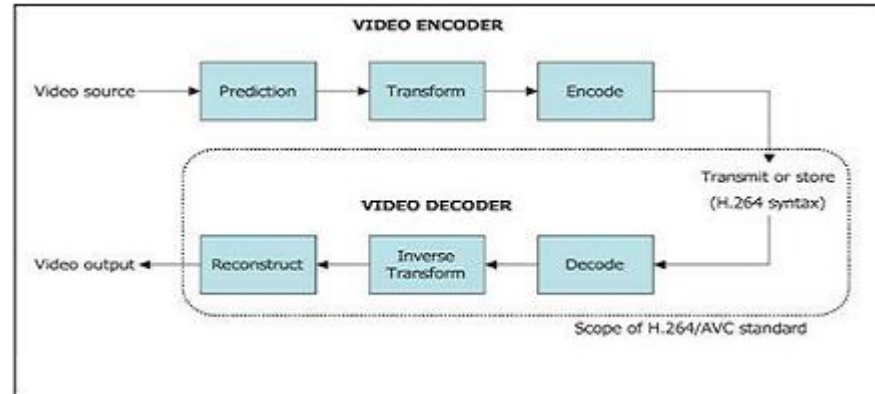 VIDEO ENCODER
Video source
Prediction
Transform
Encode
Transmit or store
(H.264 syntax)
VIDEO DECODER
Video output
Reconstruct
Inverse
Transform
Decode
Scope of H.264/AVC standard